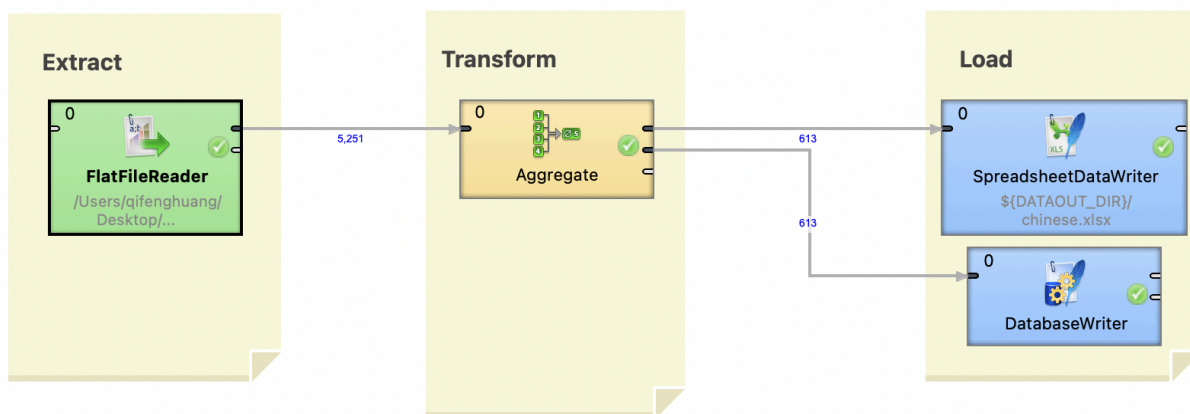 Extract
0
FlatFileReader
/Users/qifenghuang/
Desktop/...
5,251
Transform
0
Aggregate
613
613
Load
0
XLS
SpreadsheetDataWriter
${DATAOUT_DIR}/
chinese.xlsx
0
DatabaseWriter